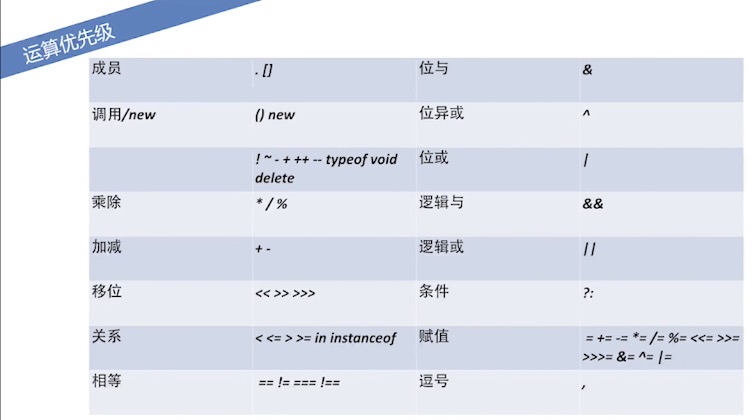 运算优先级
成员 . [] 位与 &
调用/new () new 位异或 ^
! ~ - + ++ -- typeof void
delete 位或 |
乘除 * / % 逻辑与 &&
加减 + - 逻辑或 ||
移位 << >> >>> 条件 ?:
关系 < <= > >= in instanceof 赋值 = += -= *= /= %= <<= >>=
>>>= &= ^= |=
相等 == != === !== 逗号 ,